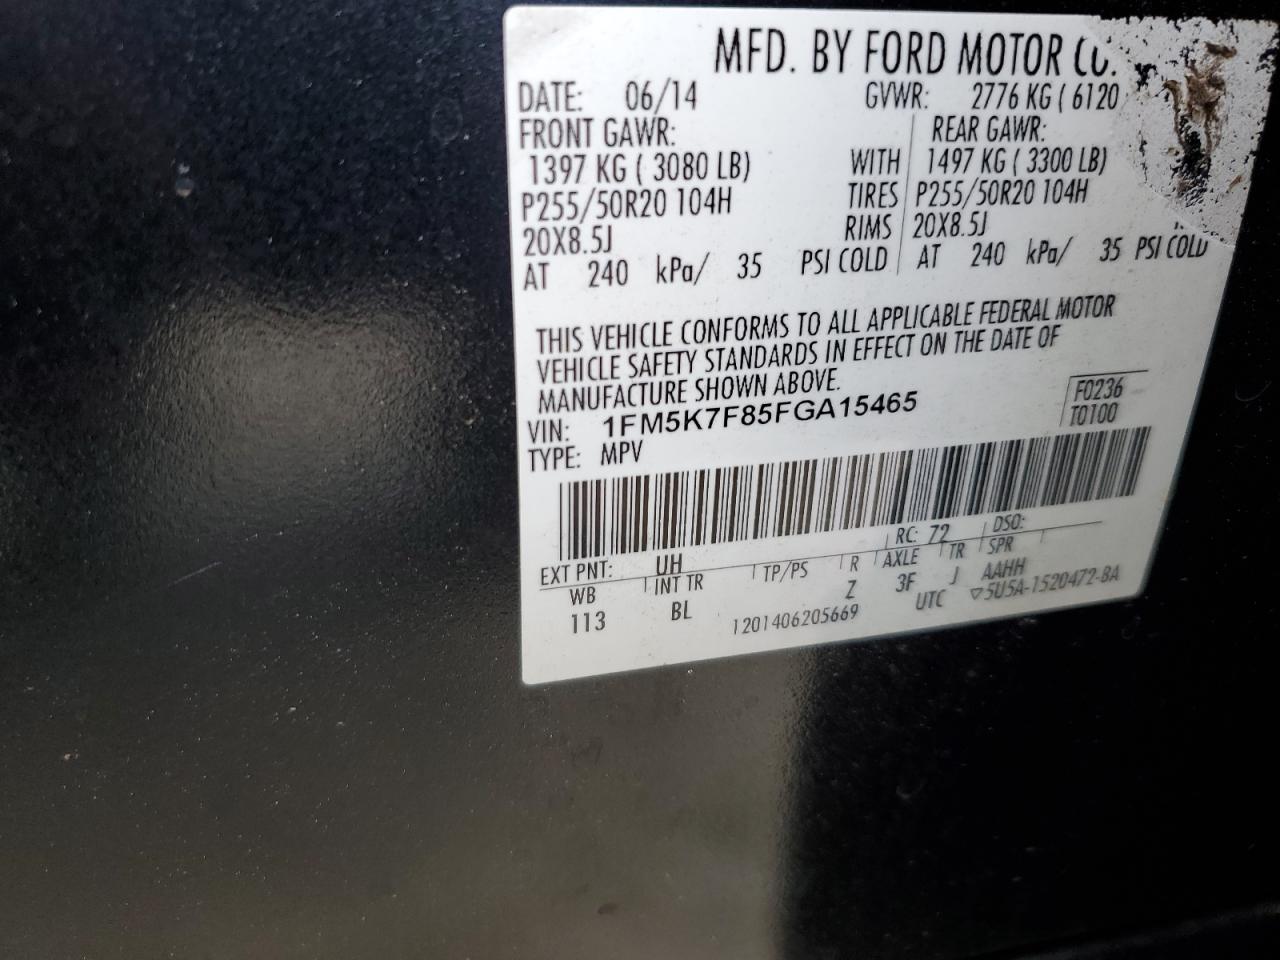 MFD. BY FORD MOTOR CO.
DATE: 06/14 GVWR: 2776 KG ( 6120
FRONT GAWR: REAR GAWR:
1397 KG ( 3080 LB) WITH 1497 KG ( 3300 LB)
P255/50R20 104H TIRES P255/50R20 104H
20X8.5J RIMS 20X8.5J
AT 240 kPa/ 35 PSI COLD AT 240 kPa/ 35 PSI COLD
THIS VEHICLE CONFORMS TO ALL APPLICABLE FEDERAL MOTOR
VEHICLE SAFETY STANDARDS IN EFFECT ON THE DATE OF
MANUFACTURE SHOWN ABOVE.
VIN: 1FM5K7F85FGA15465 F0236
TYPE: MPV T0100
EXT PNT: UH RC: 72 DSO:
WB INT TR TP/PS R AXLE TR SPR
113 BL Z 3F J AAHH
1201406205669 UTC ▽5U5A-1520472-BA